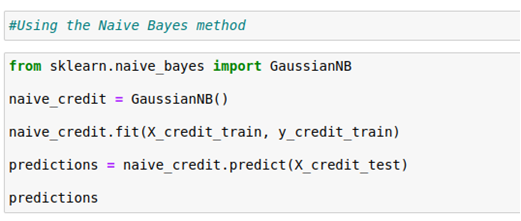 #Using the Naive Bayes method
from sklearn.naive_bayes import GaussianNB
naive_credit = GaussianNB()
naive_credit.fit(X_credit_train, y_credit_train)
predictions = naive_credit.predict(X_credit_test)
predictions